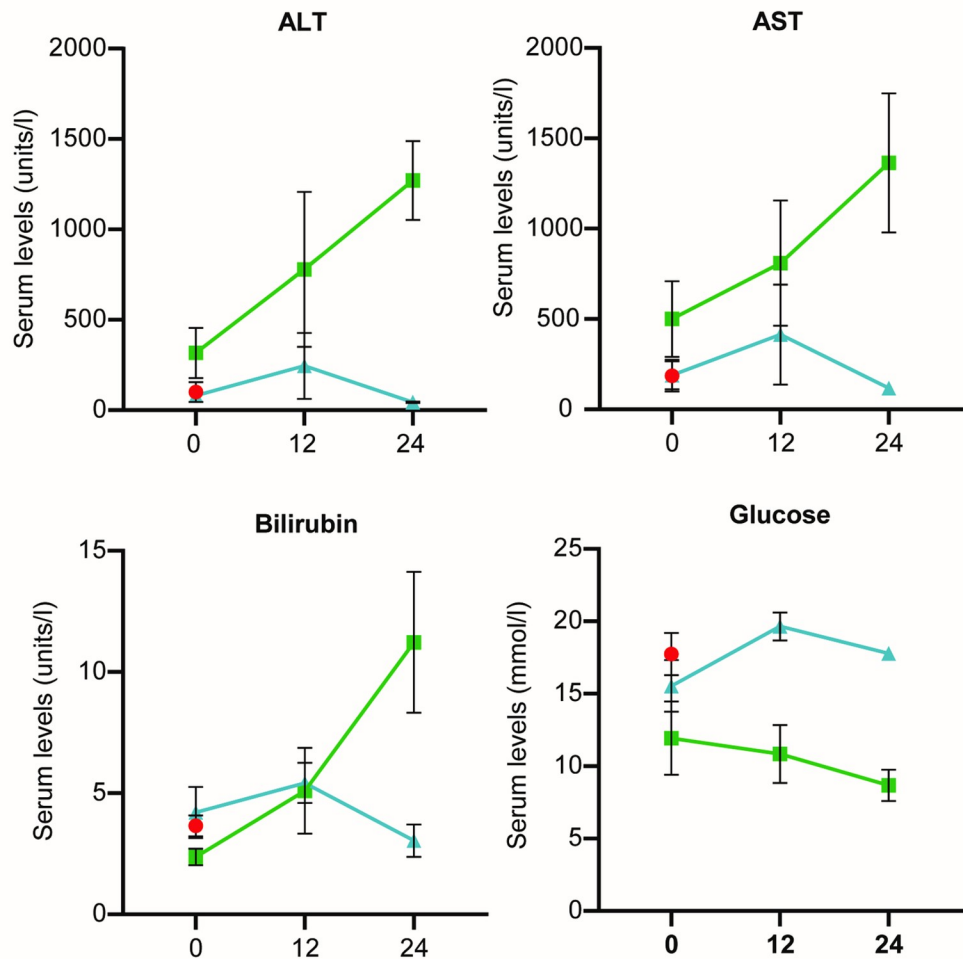 ALT
Serum levels (units/l)
2000
1500
1000
500
0
0 12 24
AST
Serum levels (units/l)
2000
1500
1000
500
0
0 12 24
Bilirubin
Serum levels (units/l)
15
10
5
0
0 12 24
Glucose
Serum levels (mmol/l)
25
20
15
10
5
0
0 12 24